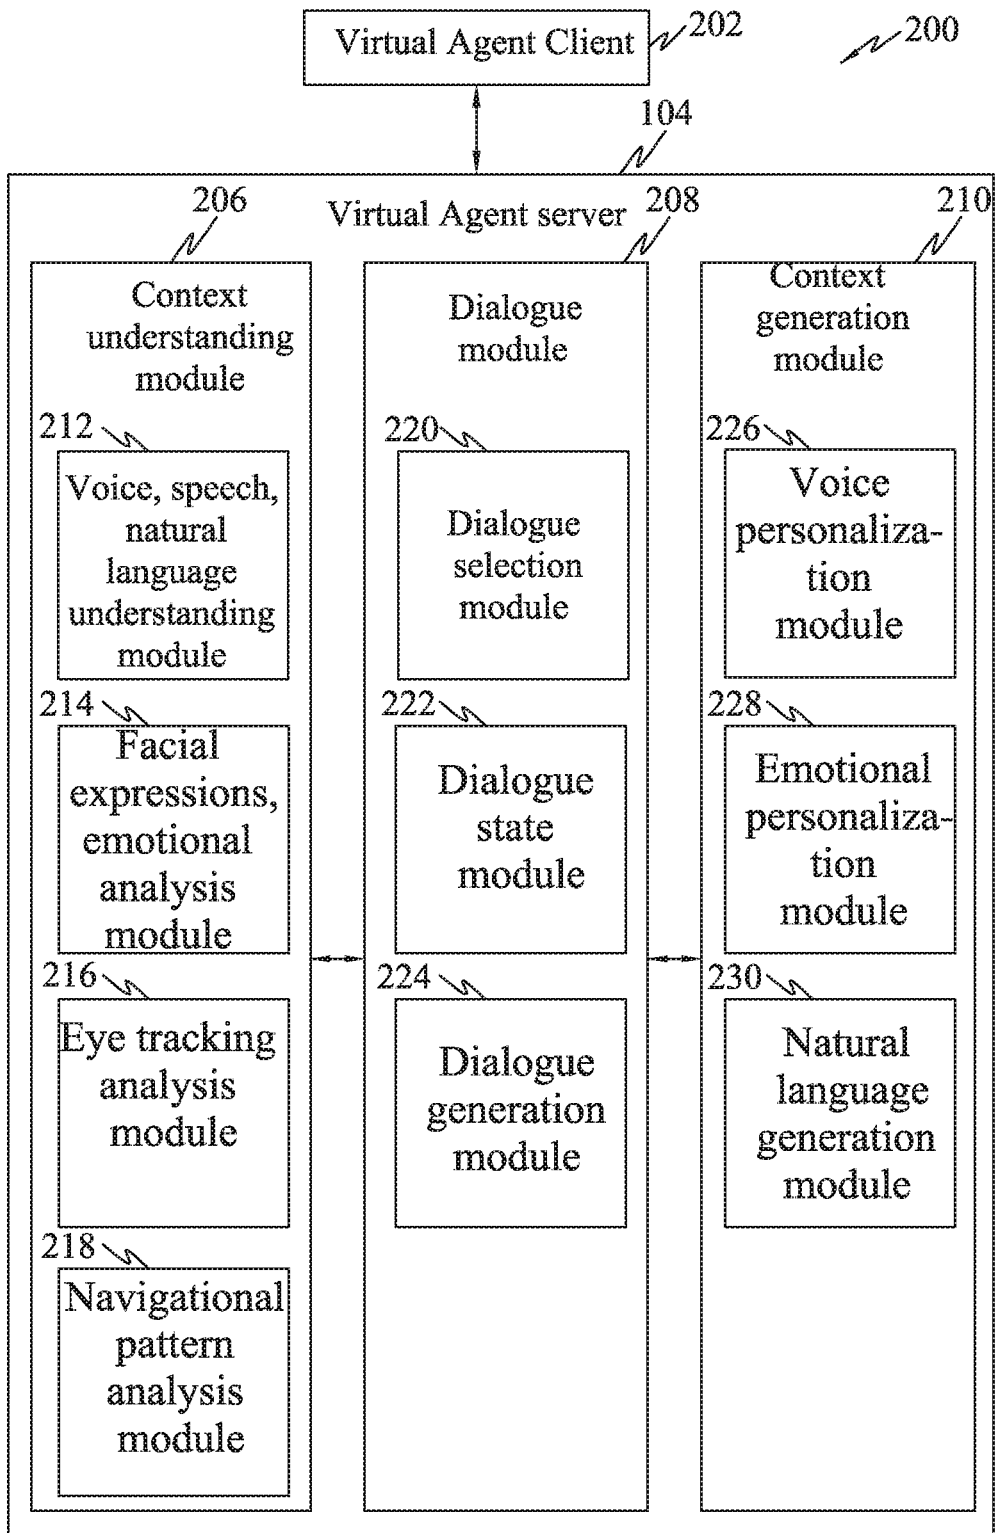 Virtual Agent Client
202
200
104
Virtual Agent server
206
Context
understanding
module
212
Voice, speech,
natural
language
understanding
module
214
Facial
expressions,
emotional
analysis
module
216
Eye tracking
analysis
module
218
Navigational
pattern
analysis
module
208
Dialogue
module
220
Dialogue
selection
module
222
Dialogue
state
module
224
Dialogue
generation
module
210
Context
generation
module
226
Voice
personaliza-
tion
module
228
Emotional
personaliza-
tion
module
230
Natural
language
generation
module